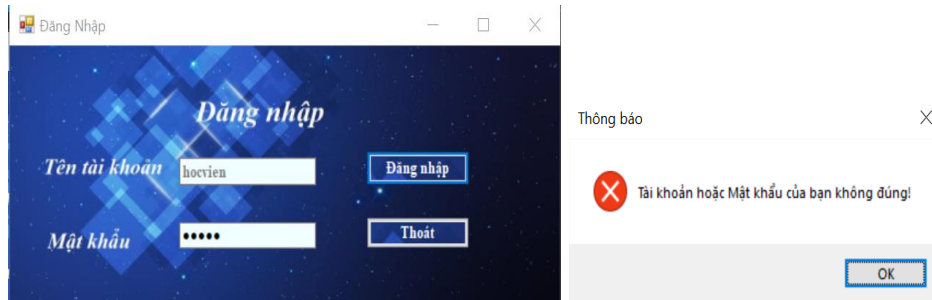 Đăng Nhập
Đăng nhập
Tên tài khoản
hocvien
Đăng nhập
Mật khẩu
•••••
Thoát
Thông báo
Tài khoản hoặc Mật khẩu của bạn không đúng!
OK